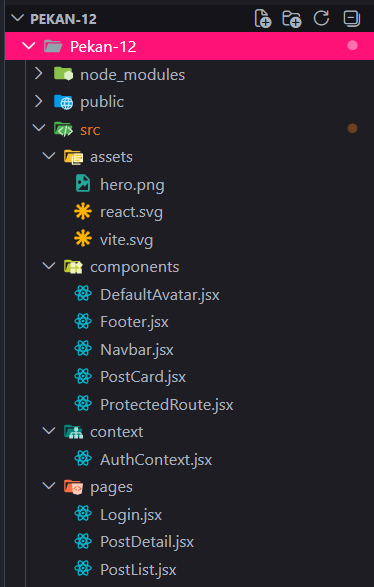 PEKAN-12
Pekan-12
node_modules
public
src
assets
hero.png
react.svg
vite.svg
components
DefaultAvatar.jsx
Footer.jsx
Navbar.jsx
PostCard.jsx
ProtectedRoute.jsx
context
AuthContext.jsx
pages
Login.jsx
PostDetail.jsx
PostList.jsx